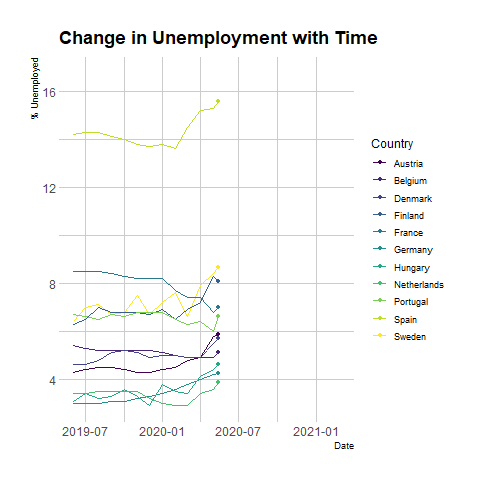 Change in Unemployment with Time
% Unemployed
16
12
8
4
2019-07 2020-01 2020-07 2021-01
Date
Country
Austria
Belgium
Denmark
Finland
France
Germany
Hungary
Netherlands
Portugal
Spain
Sweden